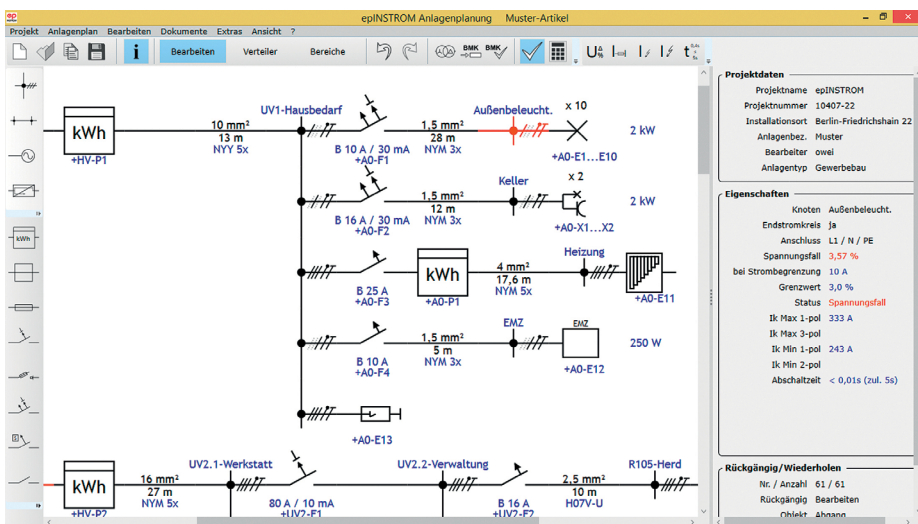 ep
epINSTROM Anlagenplanung Muster-Artikel
Projekt Anlagenplan Bearbeiten Dokumente Extras Ansicht ?
i Bearbeiten Verteiler Bereiche BMK BMK
UV1-Hausbedarf
Außenbeleucht.
x 10
kWh
+HV-P1
10 mm²
13 m
NYY 5x
B 10 A / 30 mA
+A0-F1
1,5 mm²
28 m
NYM 3x
+A0-E1...E10
2 kW
Keller
x 2
B 16 A / 30 mA
+A0-F2
1,5 mm²
12 m
NYM 3x
+A0-X1...X2
2 kW
Heizung
B 25 A
+A0-F3
kWh
+A0-P1
4 mm²
17,6 m
NYM 5x
+A0-E11
EMZ
EMZ
B 10 A
+A0-F4
1,5 mm²
5 m
NYM 3x
+A0-E12
250 W
+A0-E13
UV2.1-Werkstatt
UV2.2-Verwaltung
R105-Herd
kWh
+HV-P2
16 mm²
27 m
NYM 5x
80 A / 10 mA
+UV2-F1
B 16 A
+UV2-F2
2,5 mm²
10 m
H07V-U
Projektdaten
Projektname epINSTROM
Projektnummer 10407-22
Installationsort Berlin-Friedrichshain 22
Anlagenbez. Muster
Bearbeiter owei
Anlagentyp Gewerbebau
Eigenschaften
Knoten Außenbeleucht.
Endstromkreis ja
Anschluss L1 / N / PE
Spannungsfall 3,57 %
bei Strombegrenzung 10 A
Grenzwert 3,0 %
Status Spannungsfall
Ik Max 1-pol 333 A
Ik Max 3-pol
Ik Min 1-pol 243 A
Ik Min 2-pol
Abschaltzeit < 0,01s (zul. 5s)
Rückgängig/Wiederholen
Nr. / Anzahl 61 / 61
Rückgängig Bearbeiten
Objekt Abgang